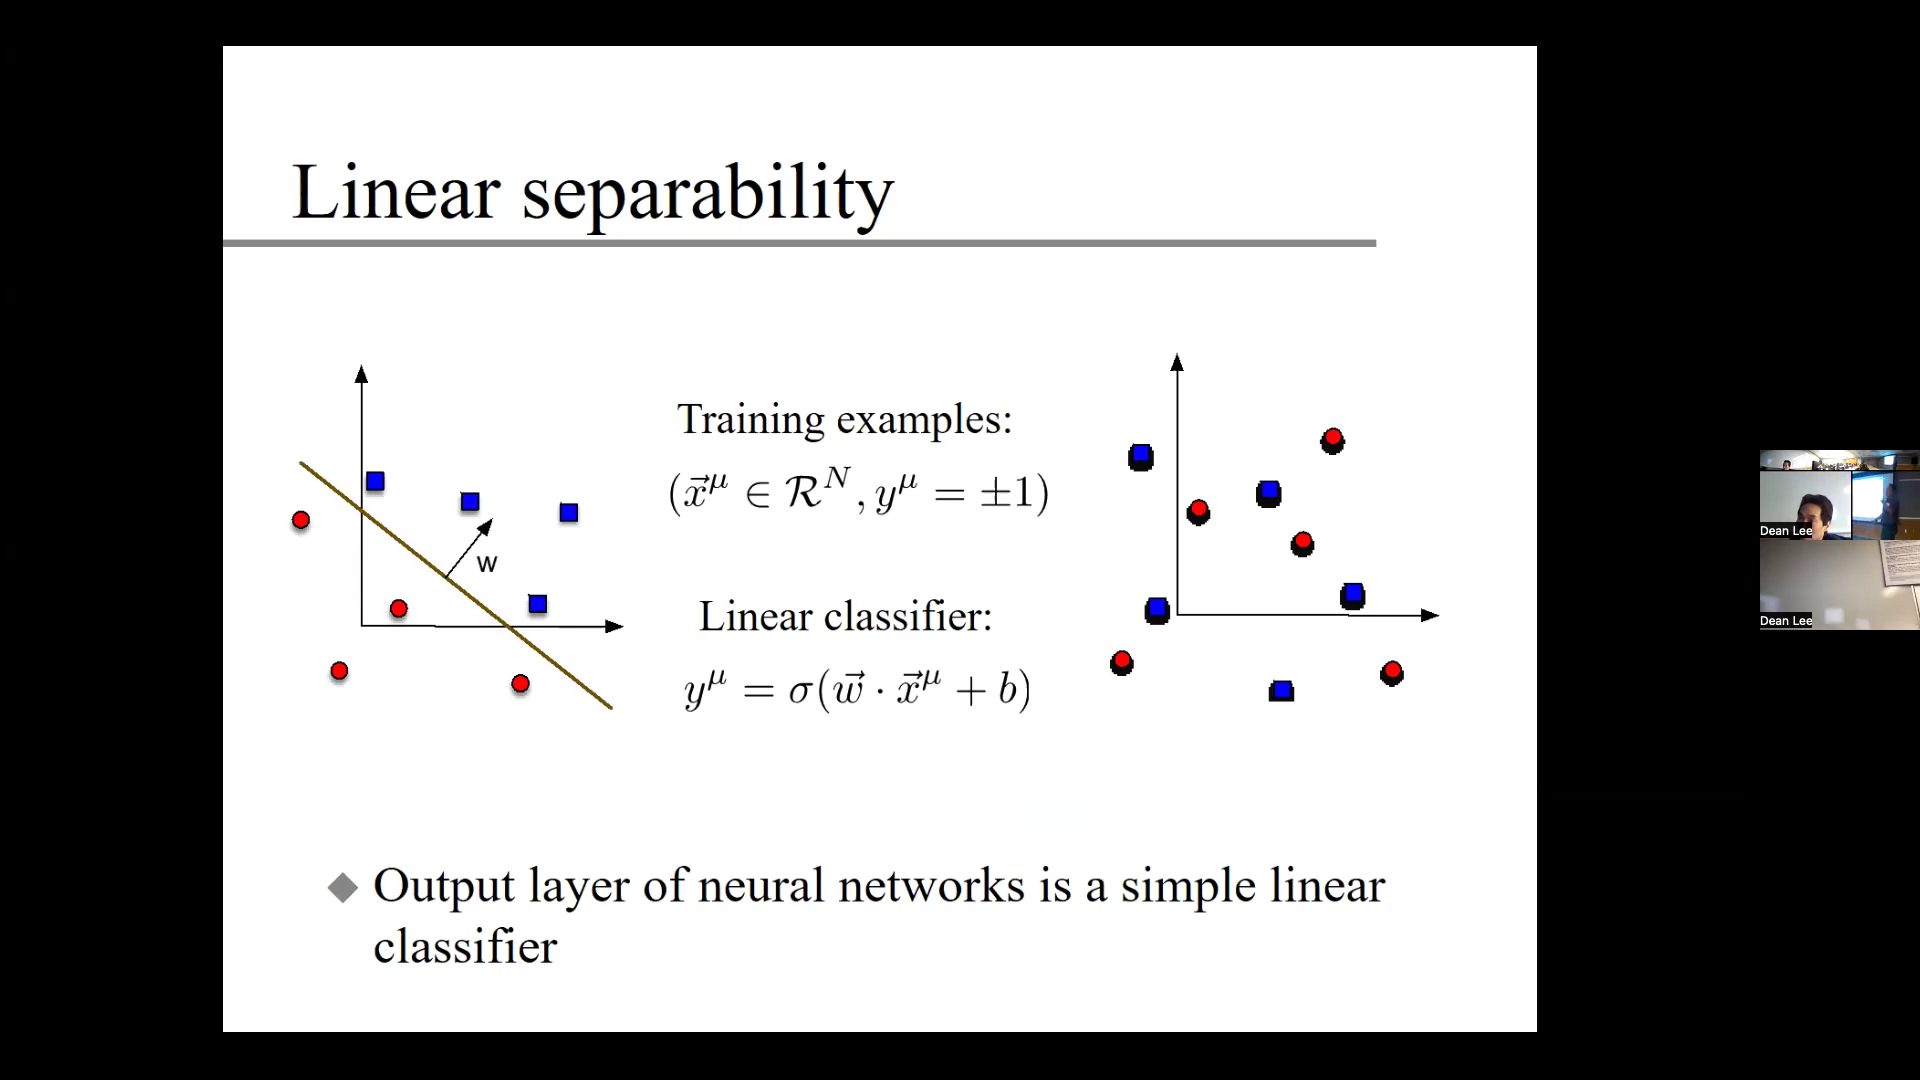 Linear separability
w
Training examples:
$(\vec{x}^{\mu} \in \mathcal{R}^{N}, y^{\mu} = \pm 1)$
Linear classifier:
$y^{\mu} = \sigma(\vec{w} \cdot \vec{x}^{\mu} + b)$
Output layer of neural networks is a simple linear
classifier
Dean Lee
Dean Lee